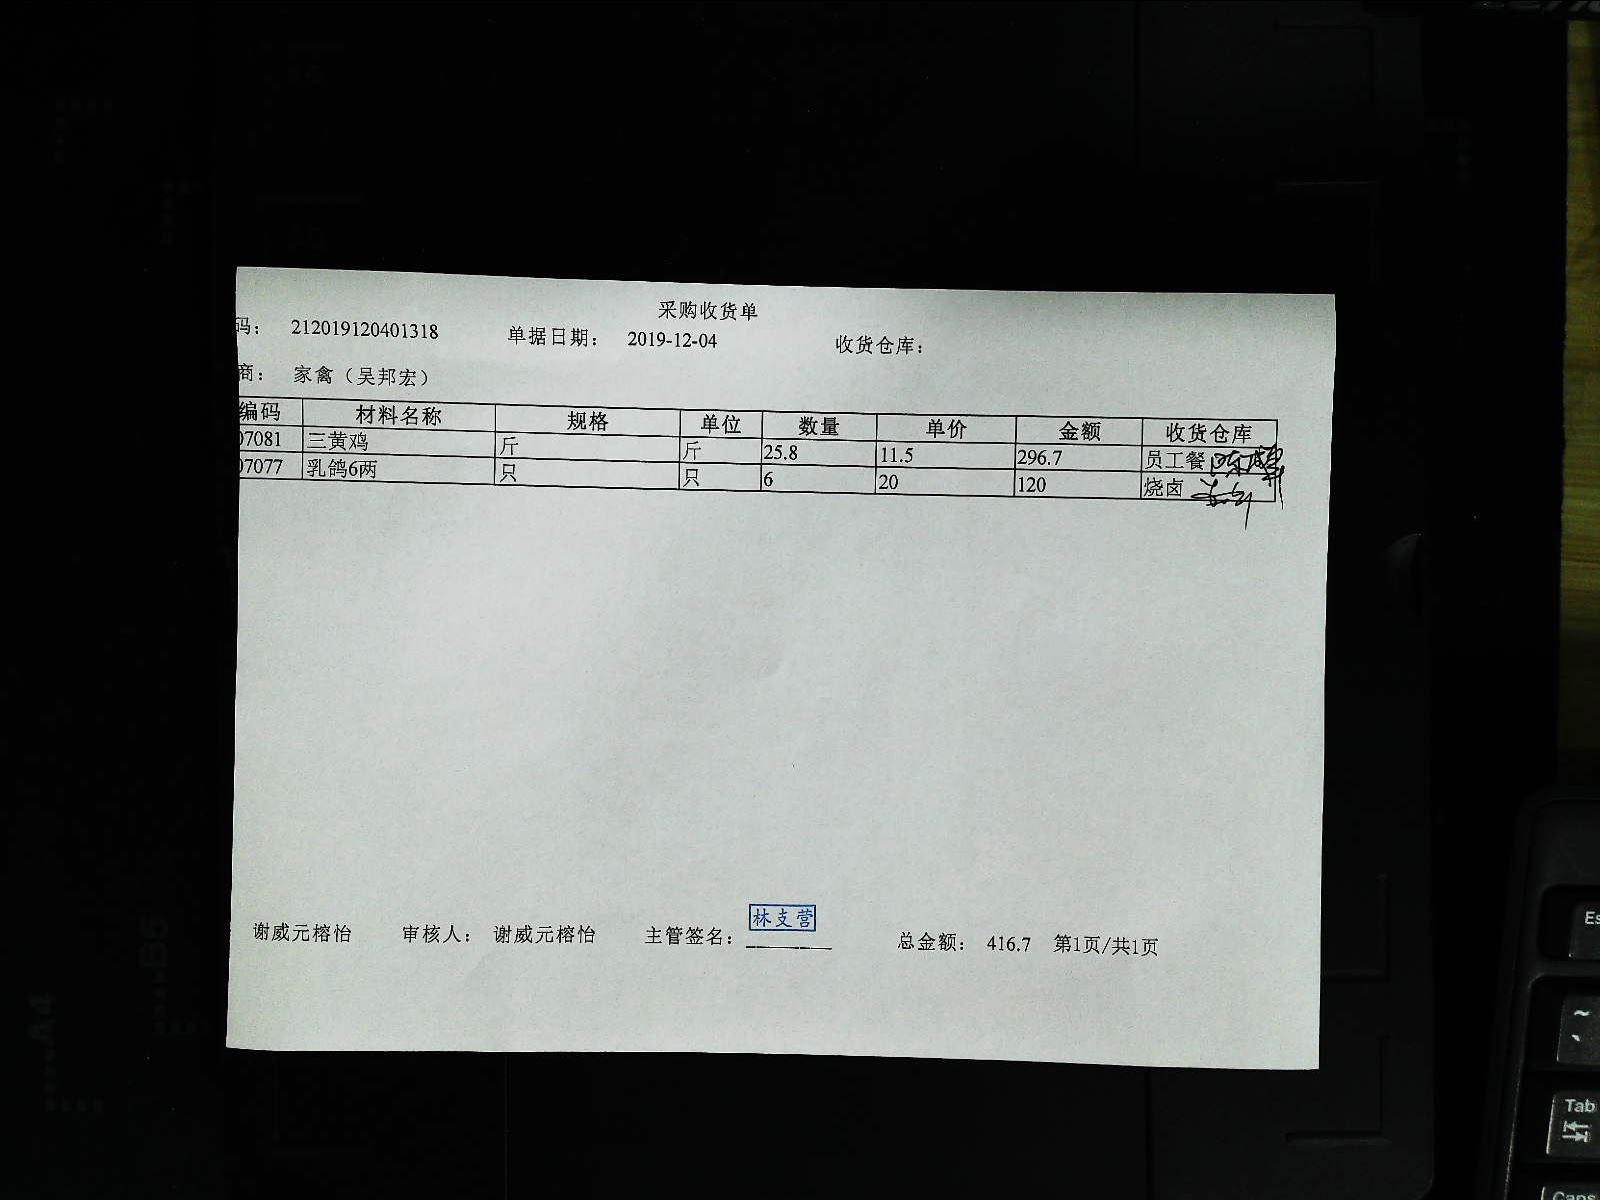 采购收货单
码： 212019120401318 单据日期： 2019-12-04 收货仓库：
商： 家禽（吴邦宏）
编码 材料名称 规格 单位 数量 单价 金额 收货仓库
07081 三黄鸡 斤 斤 25.8 11.5 296.7 员工餐
07077 乳鸽6两 只 只 6 20 120 烧卤
林支营
谢威元榕怡 审核人： 谢威元榕怡 主管签名： 总金额： 416.7 第1页/共1页
Es
~
Tab
Caps